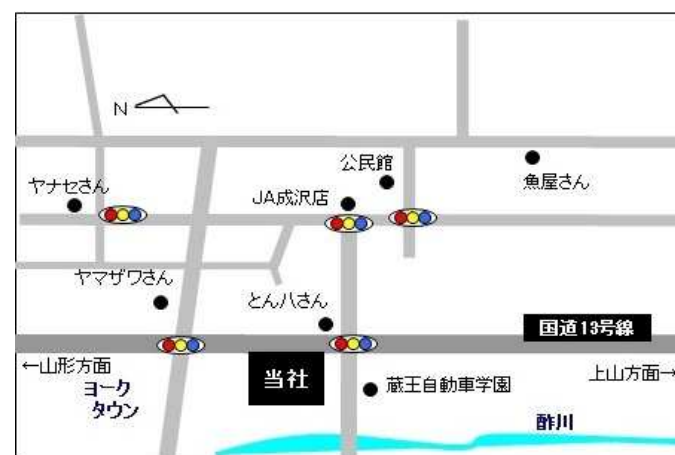 N
公民館
ヤナセさん
JA成沢店
魚屋さん
ヤマザワさん
とん八さん
国道13号線
←山形方面
当社
上山方面→
ヨーク
タウン
蔵王自動車学園
酢川